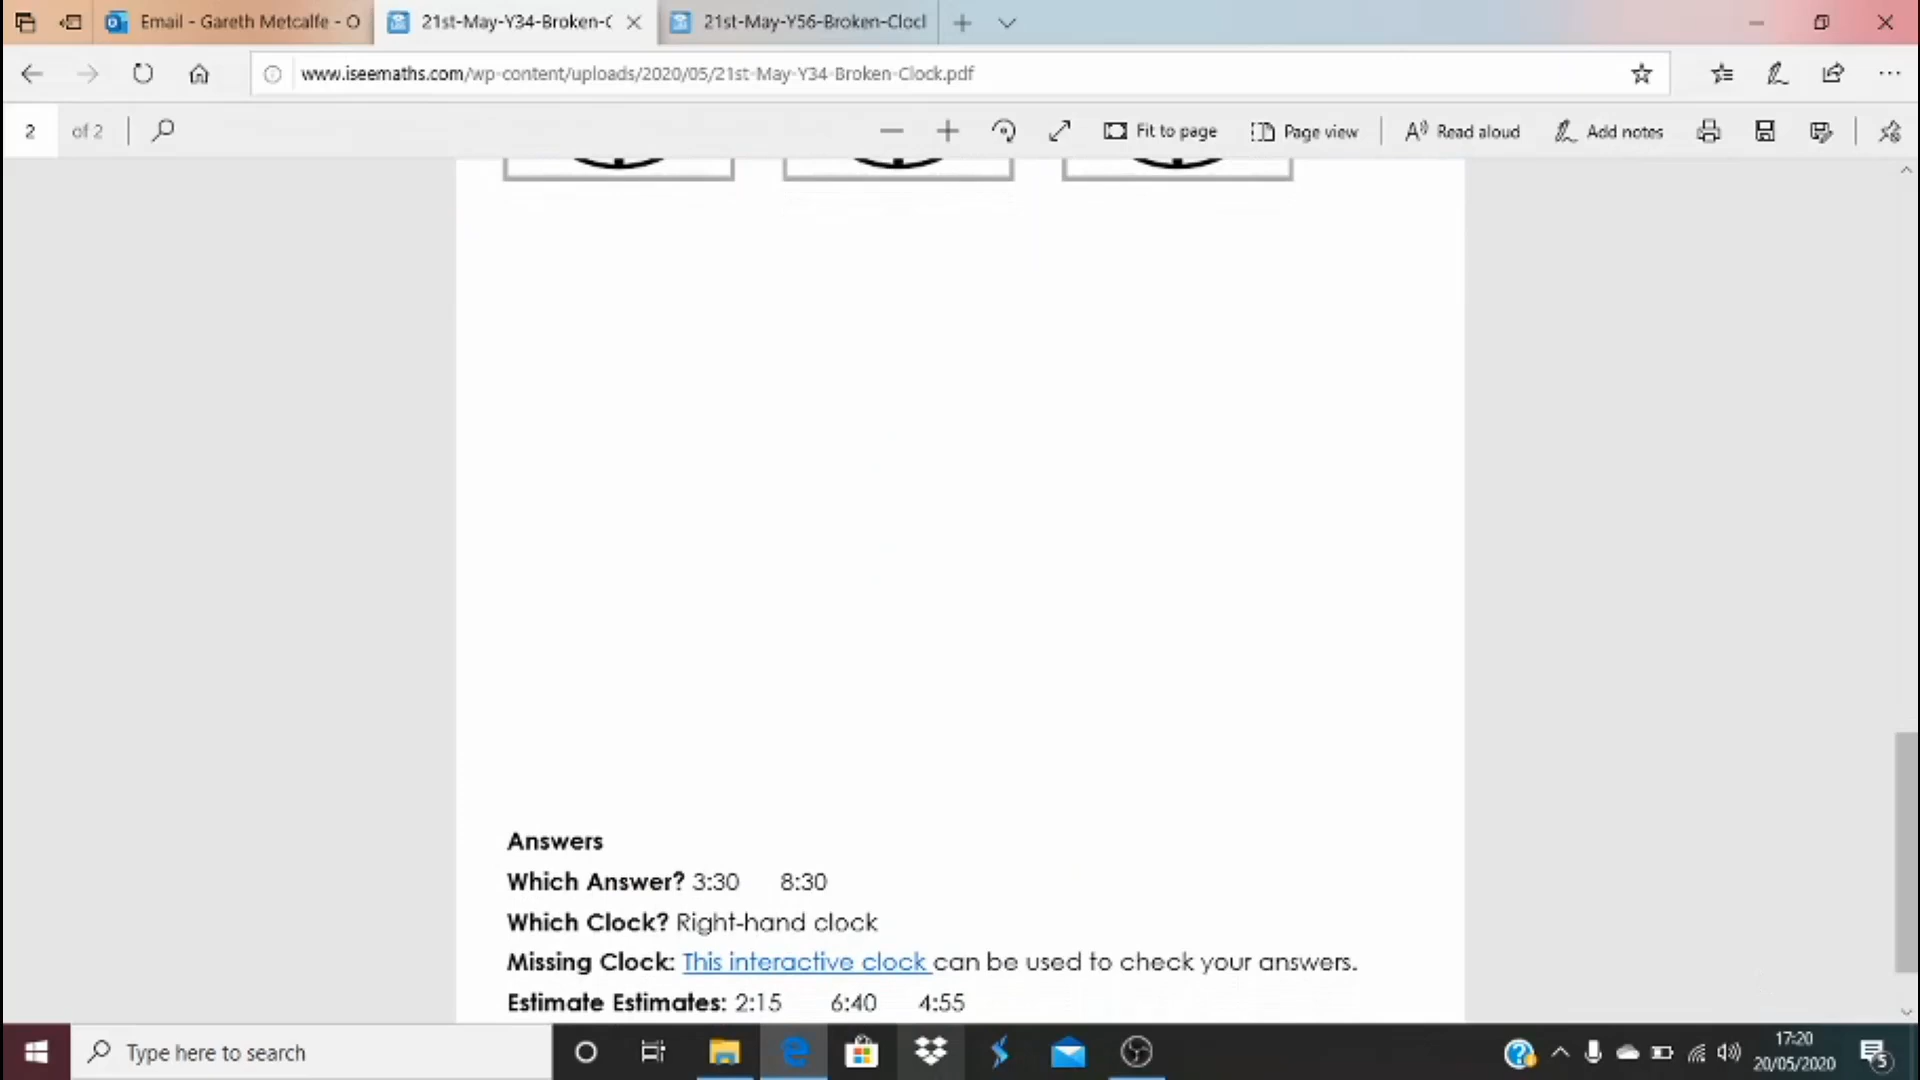 Email - Gareth Metcalfe - O
21st-May-Y34-Broken-C
21st-May-Y56-Broken-Clocl
www.iseemaths.com/wp-content/uploads/2020/05/21st-May-Y34-Broken-Clock.pdf
2 of 2
Fit to page
Page view
Read aloud
Add notes
Answers
Which Answer? 3:30 8:30
Which Clock? Right-hand clock
Missing Clock: This interactive clock can be used to check your answers.
Estimate Estimates: 2:15 6:40 4:55
Type here to search
17:20
20/05/2020
5